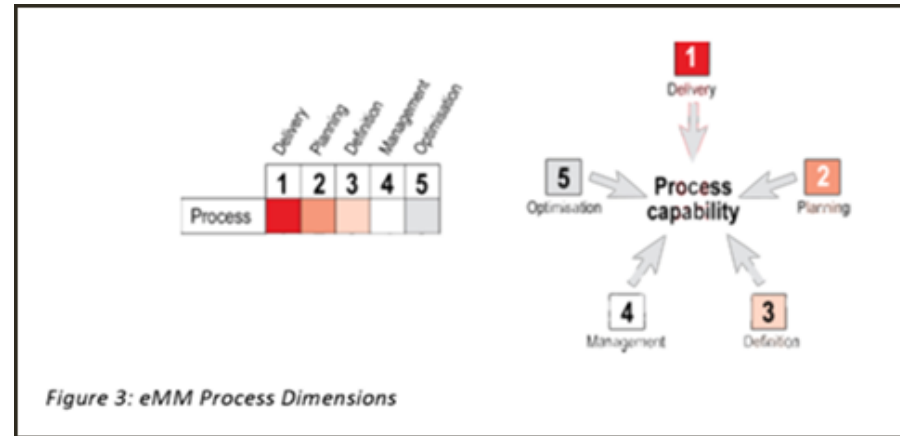 Delivery
Planning
Definition
Management
Optimisation
1 2 3 4 5
Process
1
Delivery
5
Optimisation
Process
capability
2
Planning
4
Management
3
Definition
Figure 3: eMM Process Dimensions